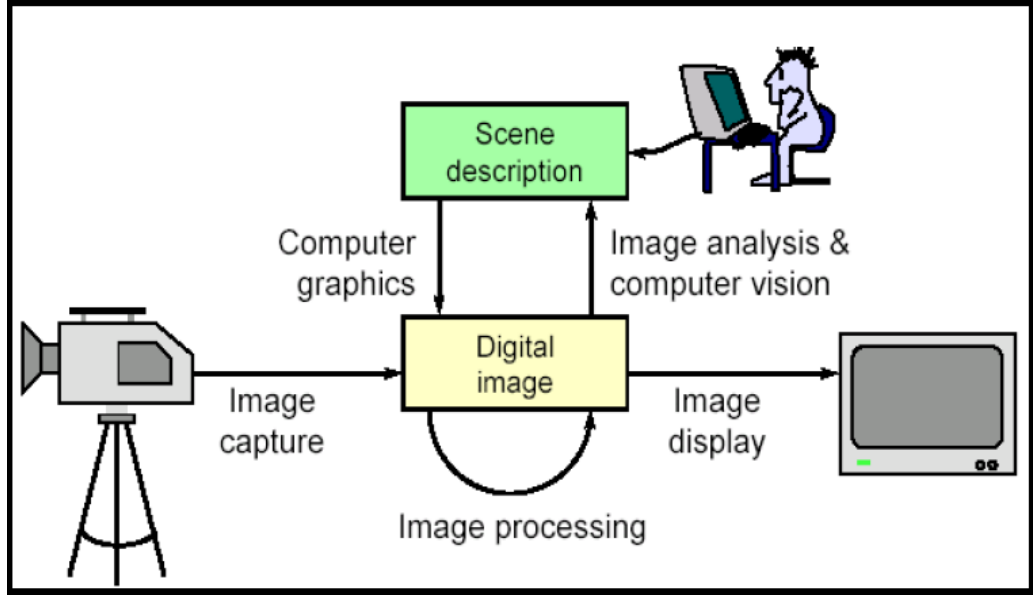 Scene
description
Computer
graphics
Image analysis &
computer vision
Digital
image
Image
capture
Image
display
Image processing